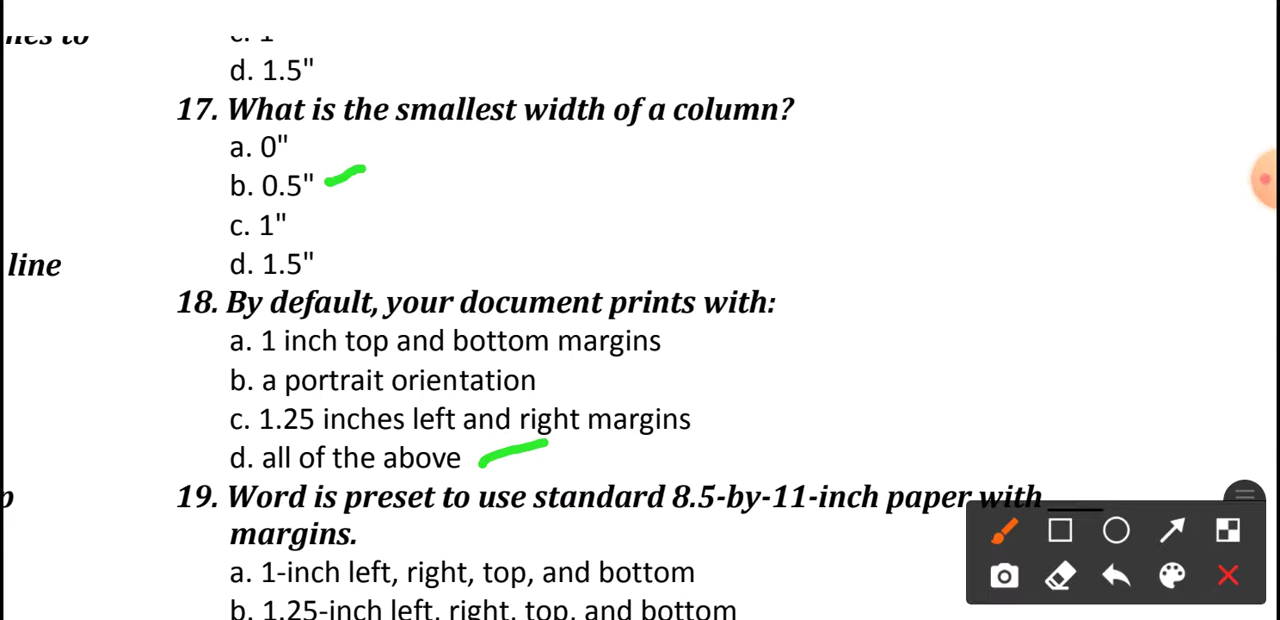 d. 1.5"
17. What is the smallest width of a column?
a. 0"
b. 0.5"
c. 1"
line
d. 1.5"
18. By default, your document prints with:
a. 1 inch top and bottom margins
b. a portrait orientation
c. 1.25 inches left and right margins
d. all of the above
19. Word is preset to use standard 8.5-by-11-inch paper with ____
margins.
a. 1-inch left, right, top, and bottom
b. 1.25-inch left, right, top, and bottom